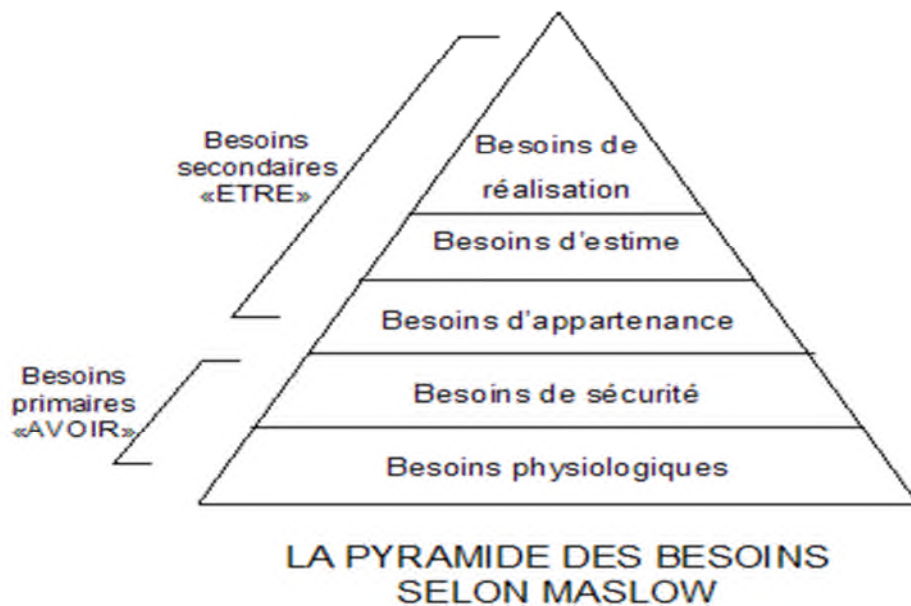 Besoins
secondaires
«ETRE»
Besoins de
réalisation
Besoins d'estime
Besoins d'appartenance
Besoins
primaires
«AVOIR»
Besoins de sécurité
Besoins physiologiques
LA PYRAMIDE DES BESOINS
SELON MASLOW